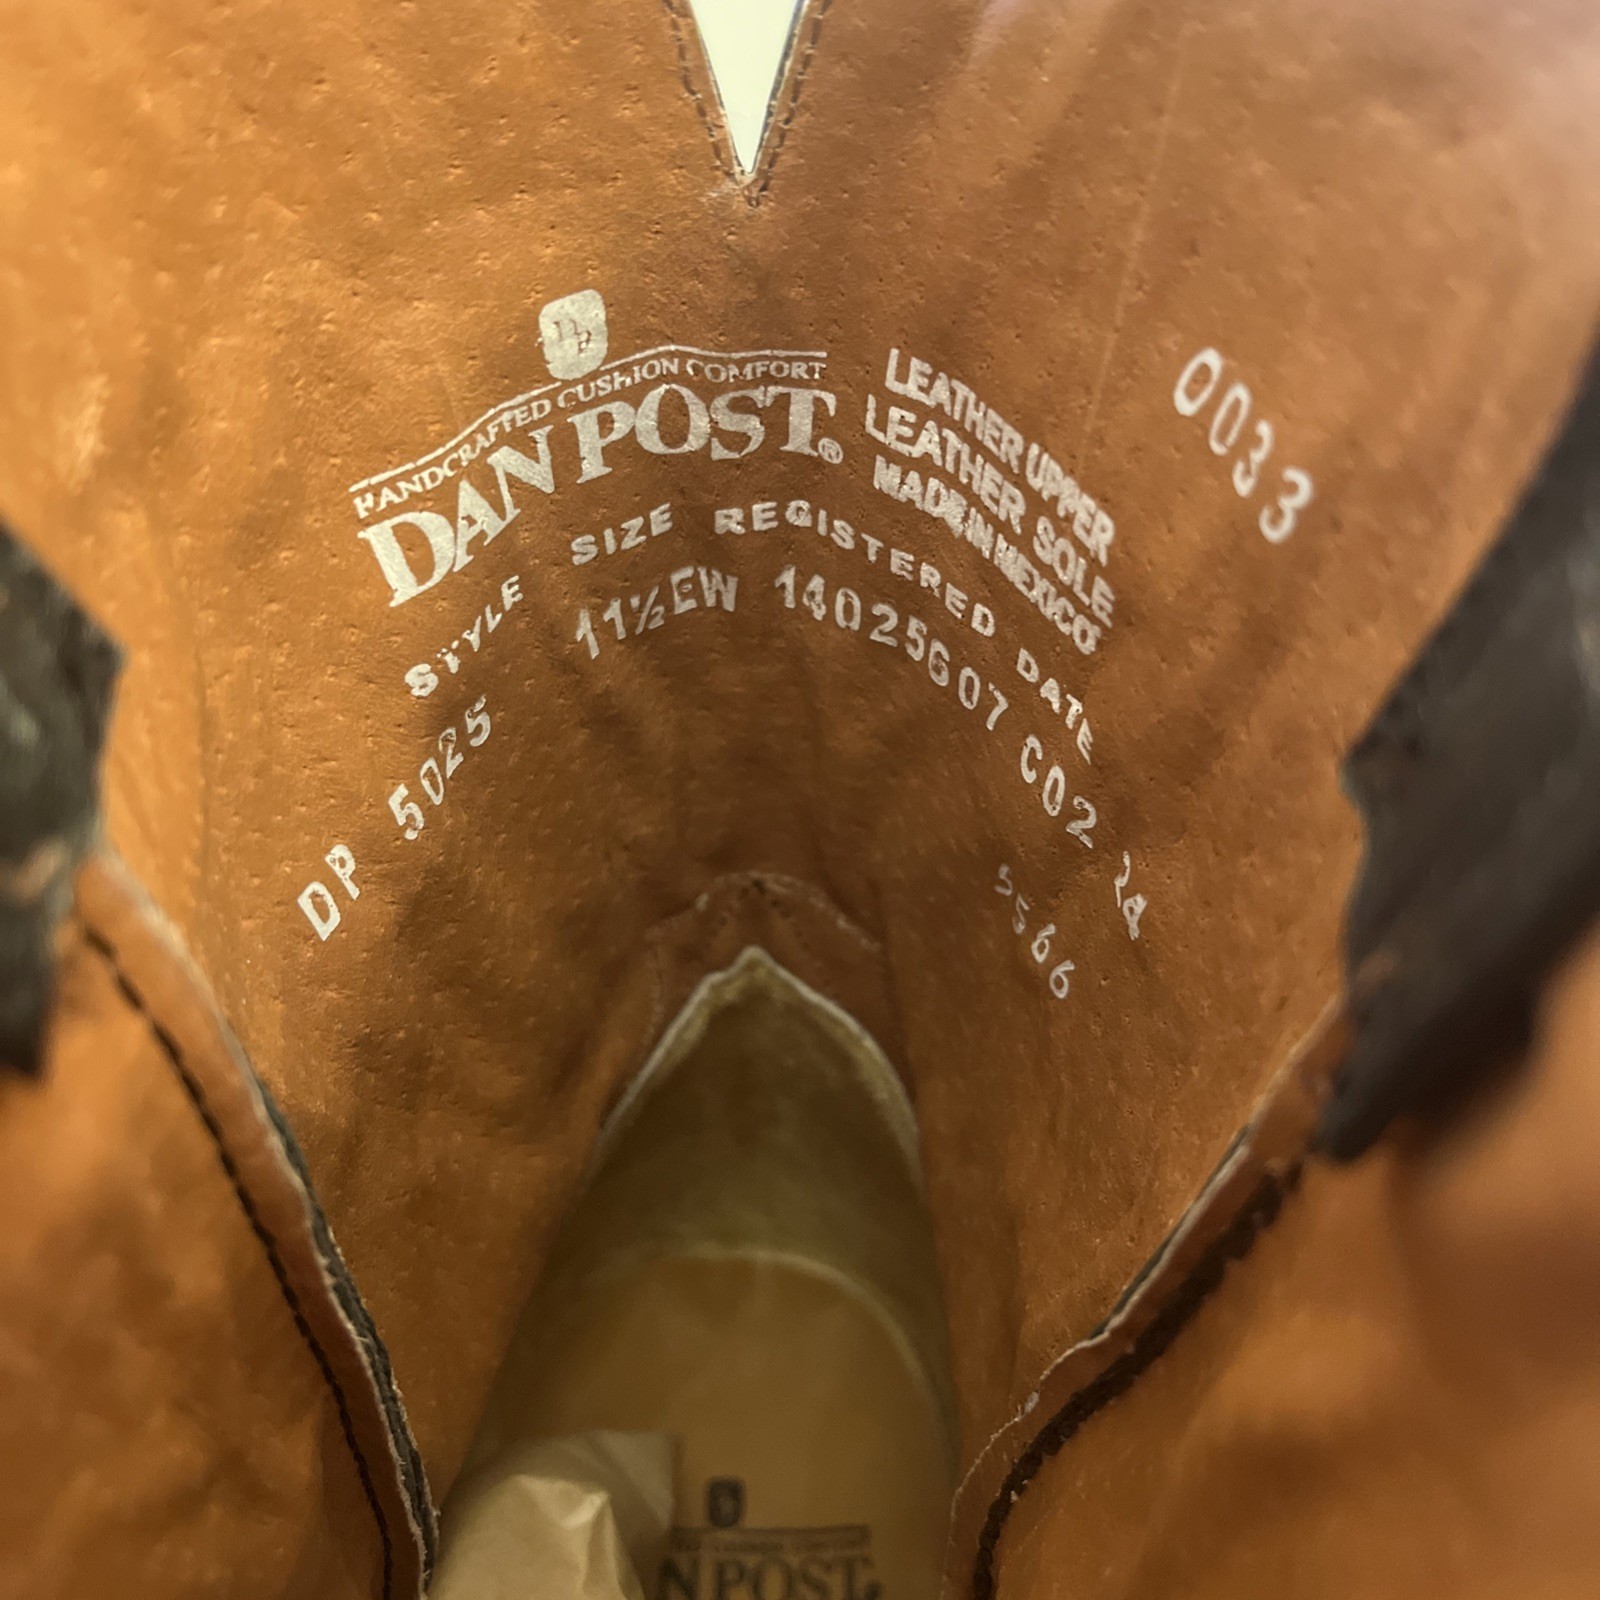 DP
HANDCRAFTED CUSHION COMFORT
DAN POST®
LEATHER UPPER
LEATHER SOLE
MADE IN MEXICO
0033
STYLE SIZE REGISTERED DATE
DP 5025 11½EW 14025607 C02 24
5566
N POST